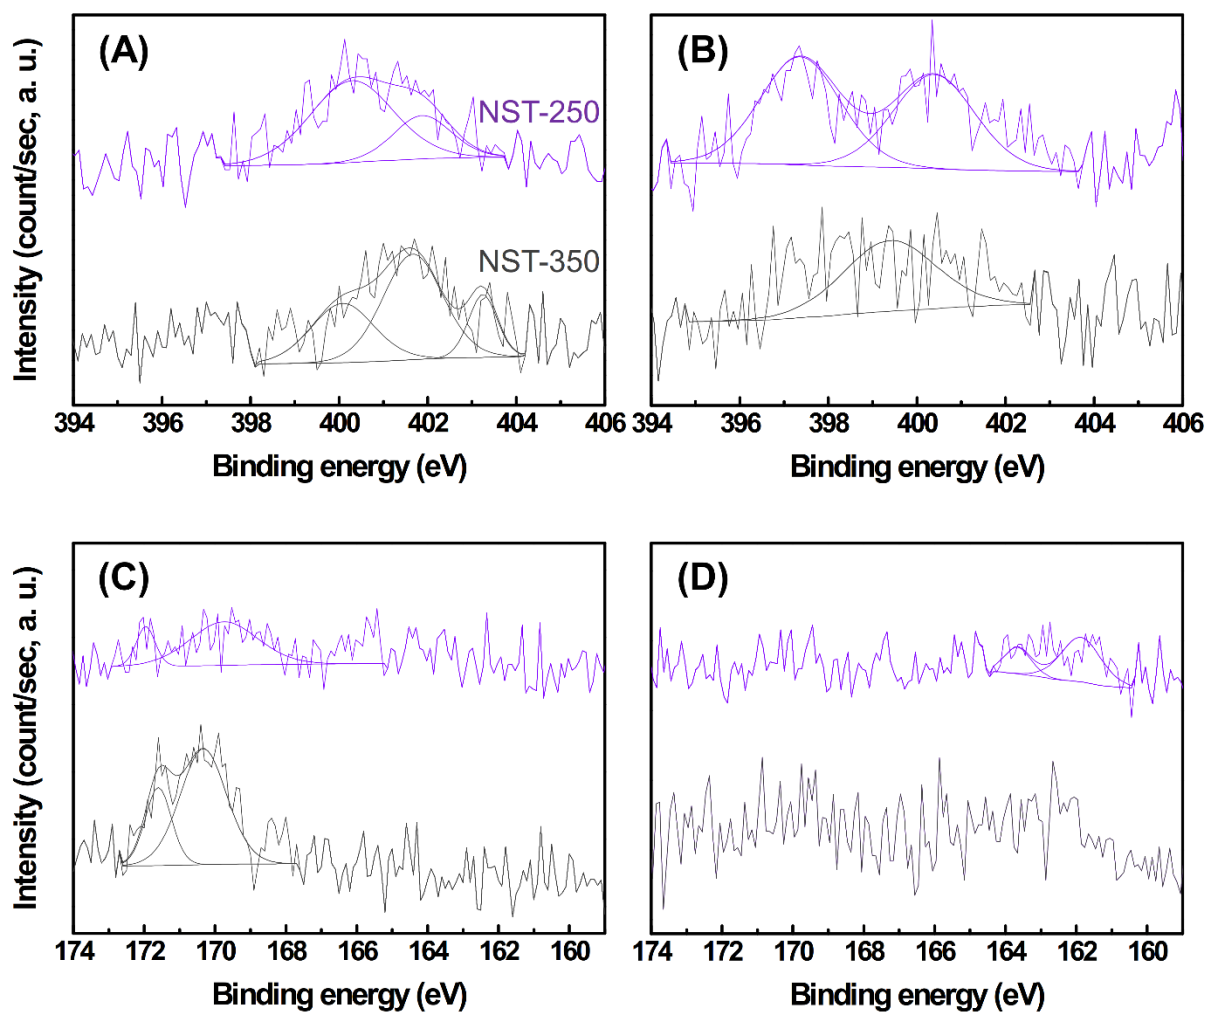 (A)
NST-250
NST-350
Intensity (count/sec, a. u.)
394 396 398 400 402 404 406
Binding energy (eV)
(B)
394 396 398 400 402 404 406
Binding energy (eV)
(C)
Intensity (count/sec, a. u.)
174 172 170 168 166 164 162 160
Binding energy (eV)
(D)
174 172 170 168 166 164 162 160
Binding energy (eV)